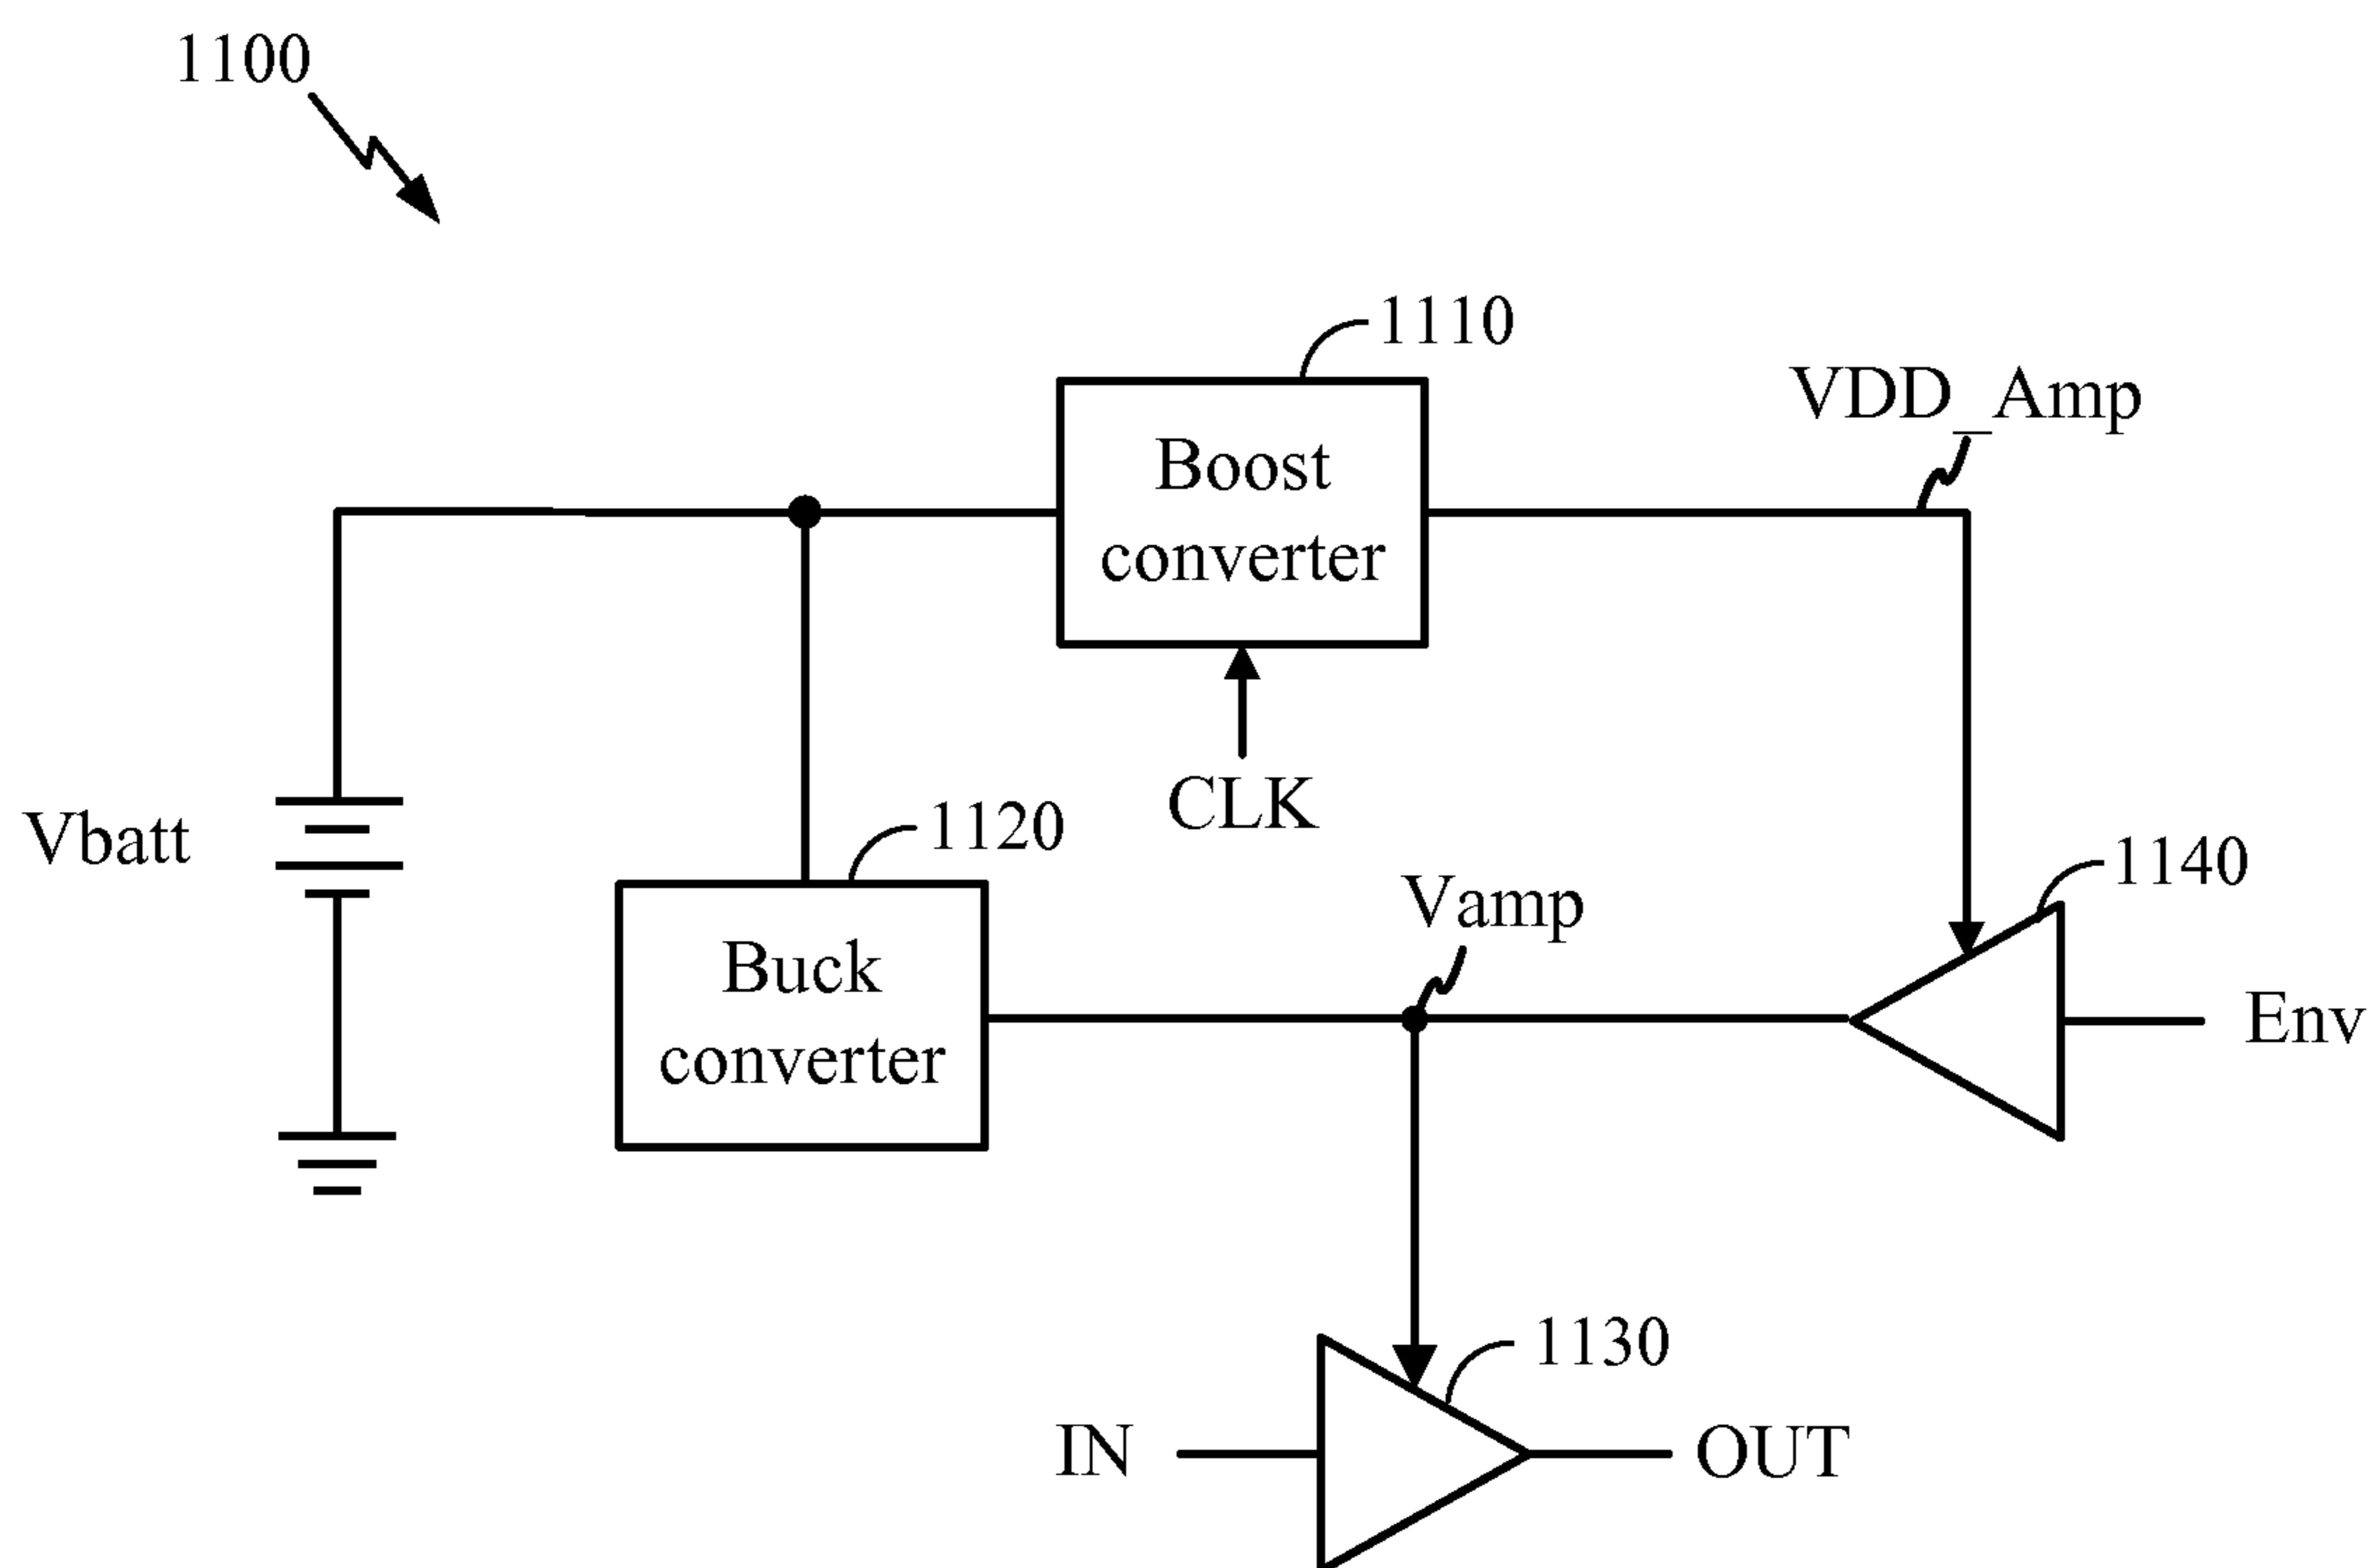 1100
1110
VDD_Amp
Boost
converter
CLK
Vbatt
1120
1140
Vamp
Buck
converter
Env
1130
IN
OUT